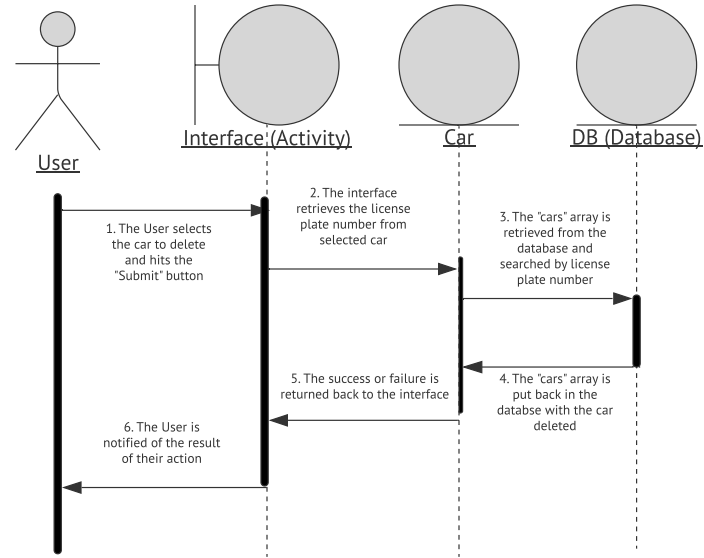 User
Interface (Activity)
Car
DB (Database)
1. The User selects
the car to delete
and hits the
"Submit" button
2. The interface
retrieves the license
plate number from
selected car
3. The "cars" array is
retrieved from the
database and
searched by license
plate number
4. The "cars" array is
put back in the
databse with the car
deleted
5. The success or failure is
returned back to the interface
6. The User is
notified of the result
of their action